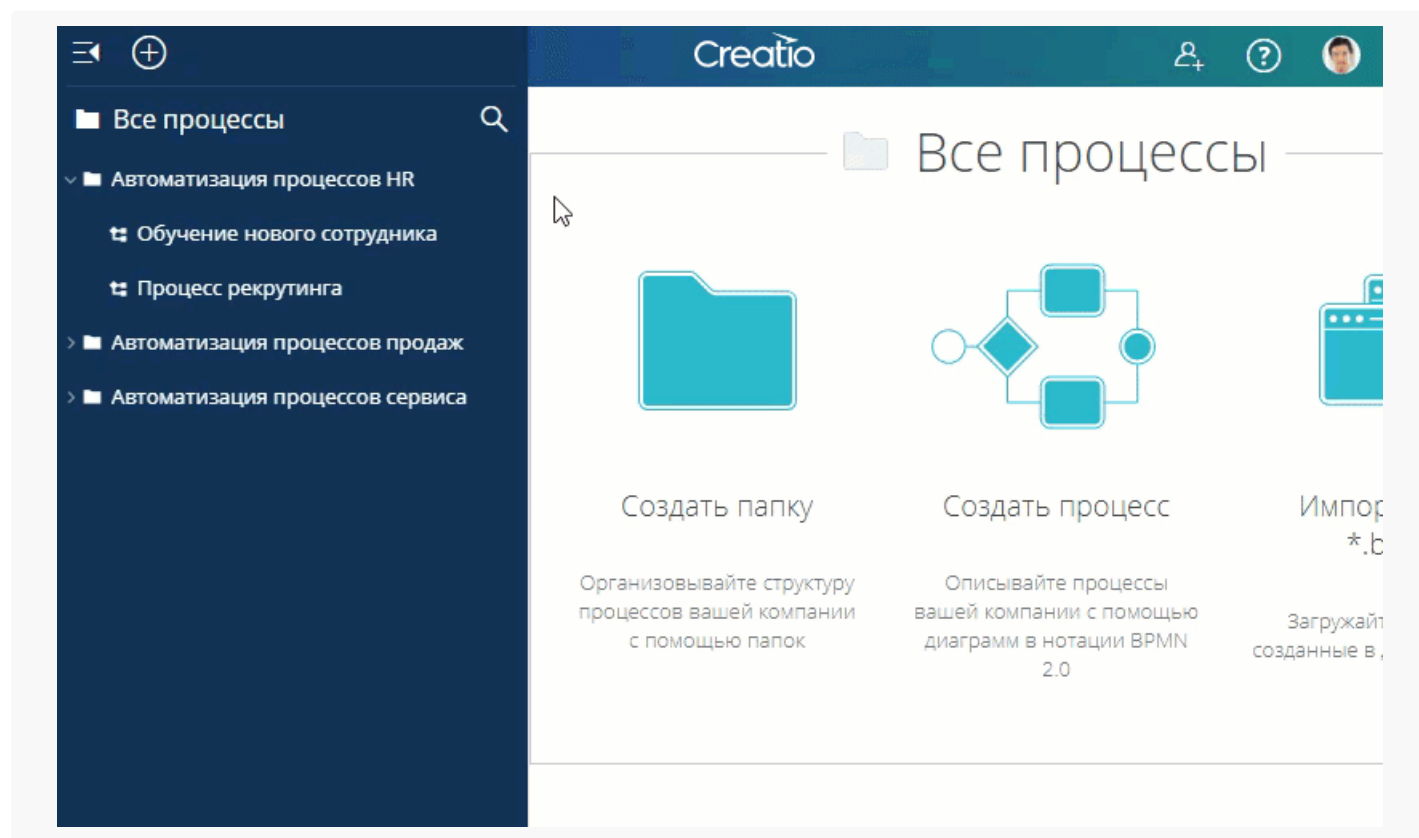 Creatio
Все процессы
Автоматизация процессов HR
Обучение нового сотрудника
Процесс рекрутинга
Автоматизация процессов продаж
Автоматизация процессов сервиса
Все процессы
Создать папку
Организовывайте структуру
процессов вашей компании
с помощью папок
Создать процесс
Описывайте процессы
вашей компании с помощью
диаграмм в нотации BPMN
2.0
созданные в